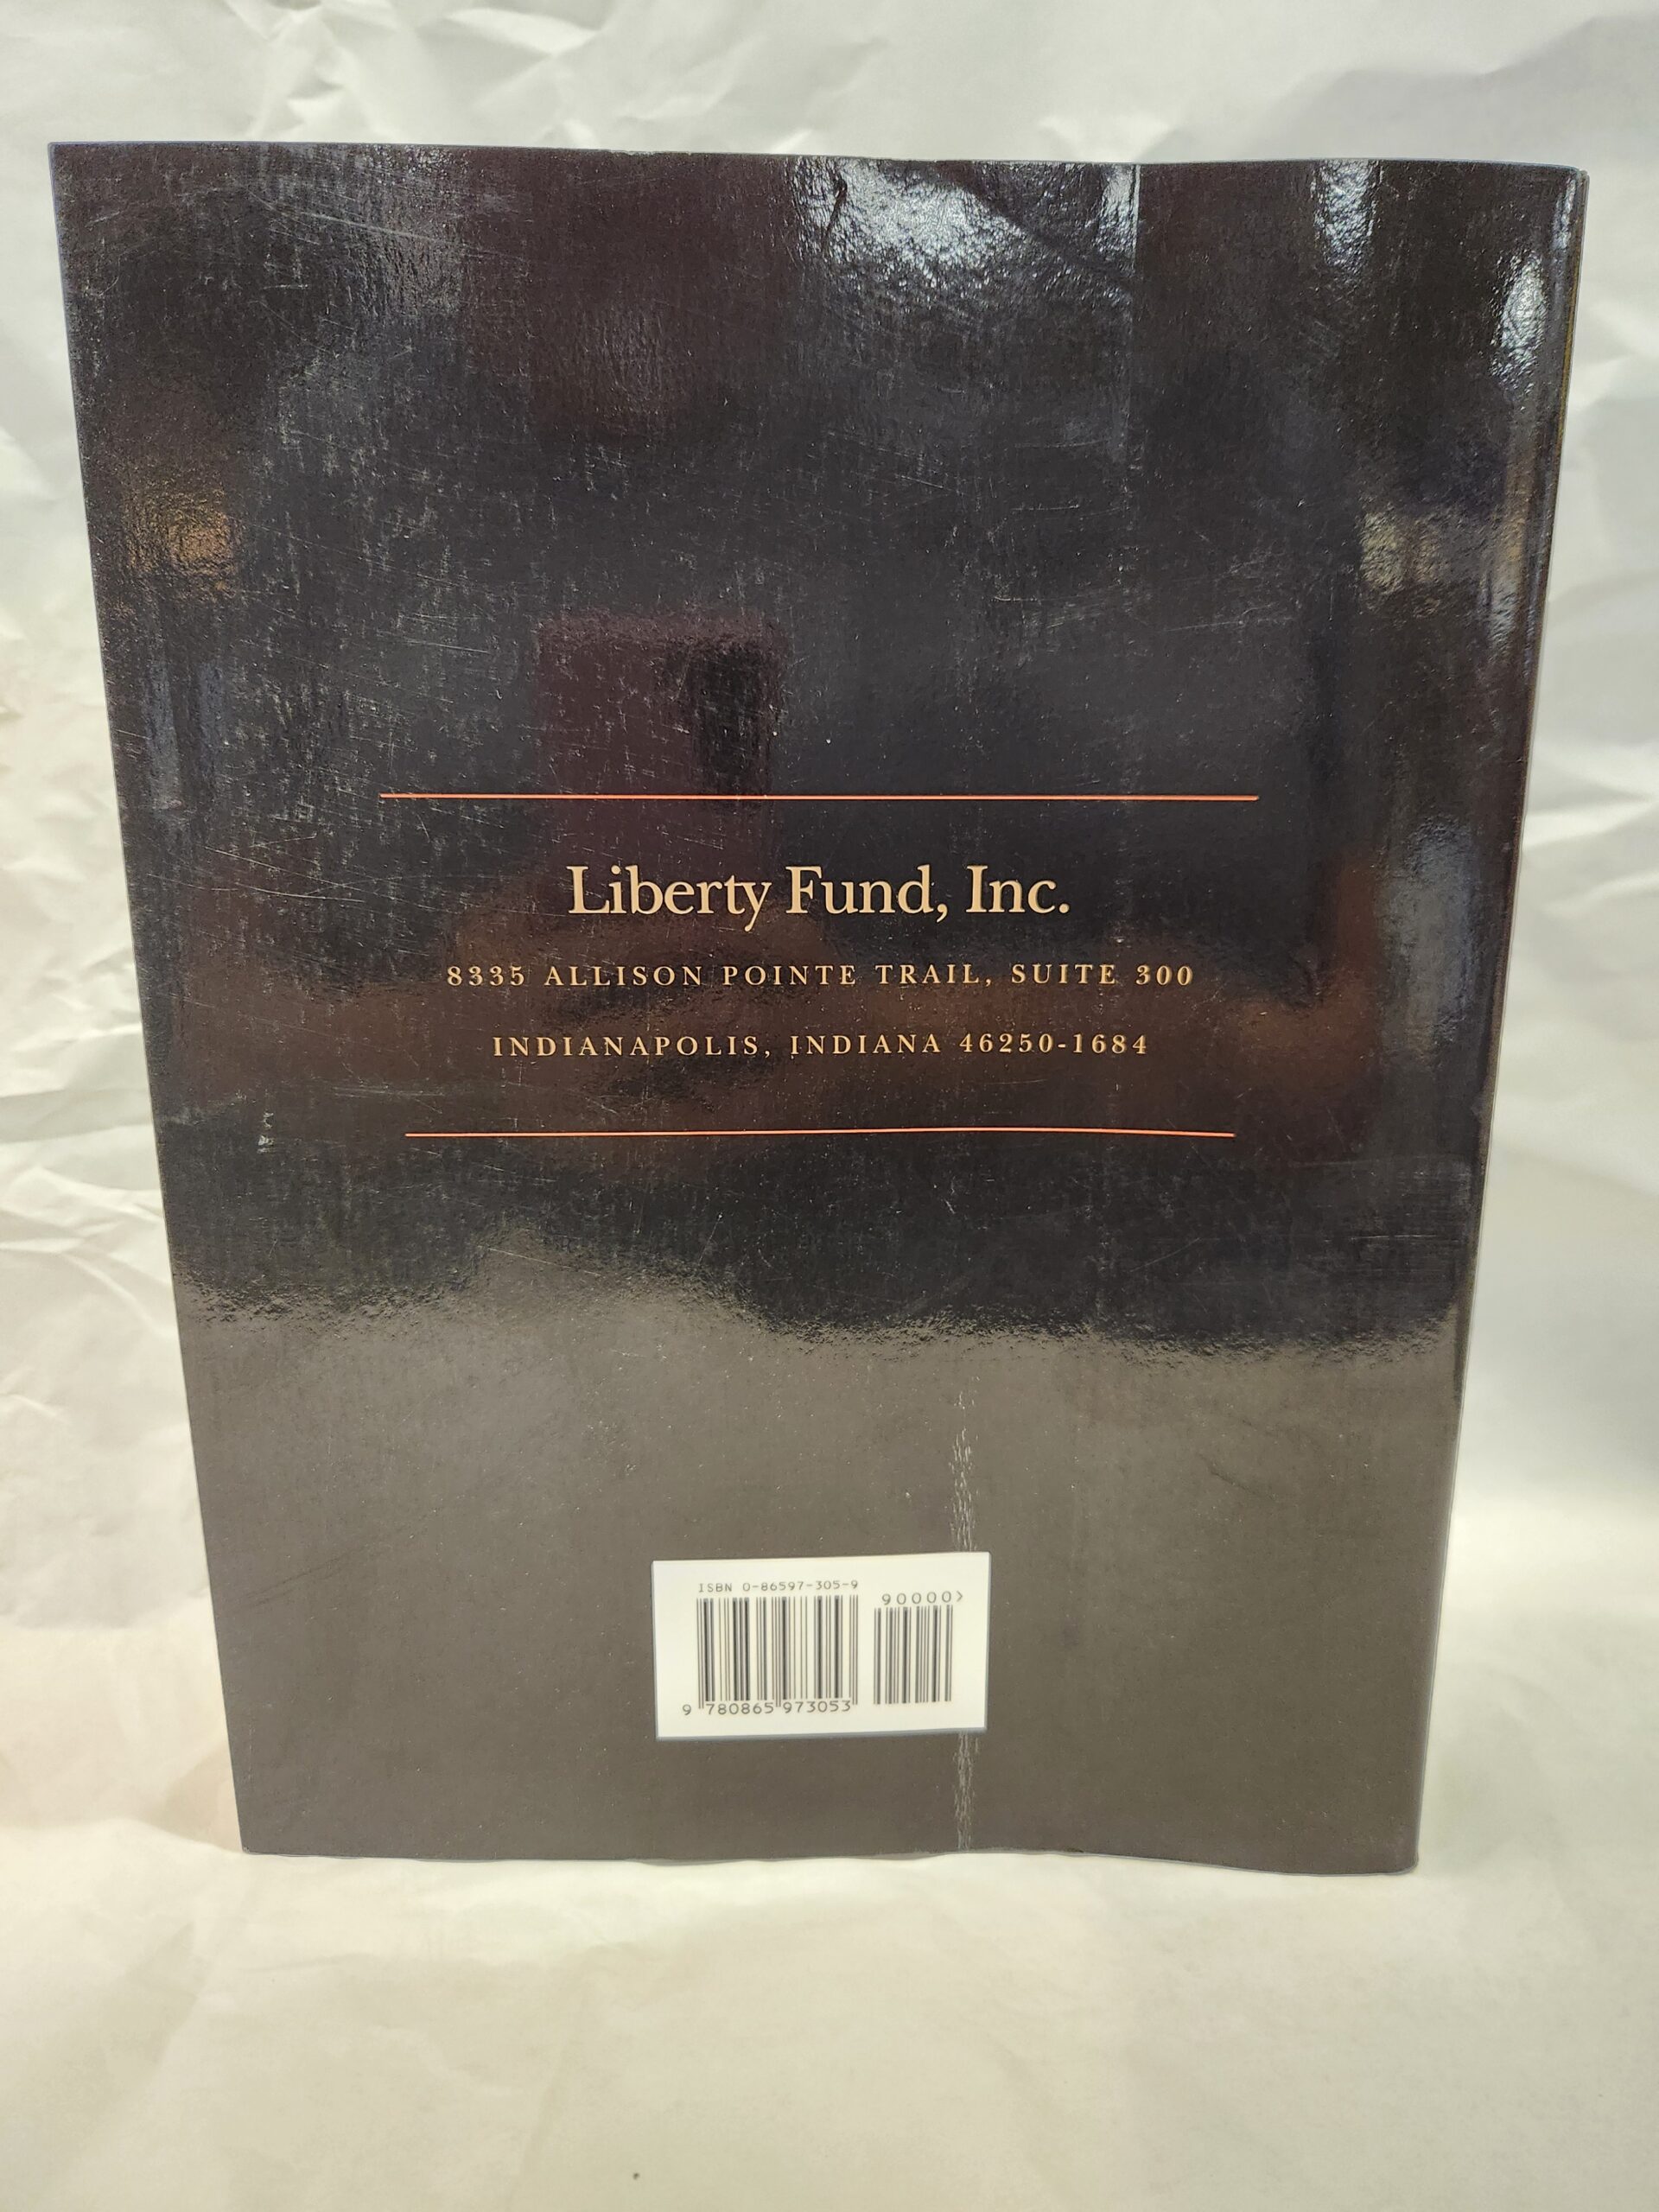 Liberty Fund, Inc.
8335 ALLISON POINTE TRAIL, SUITE 300
INDIANAPOLIS, INDIANA 46250-1684
ISBN 0-86597-305-9
90000>
9 780865 973053